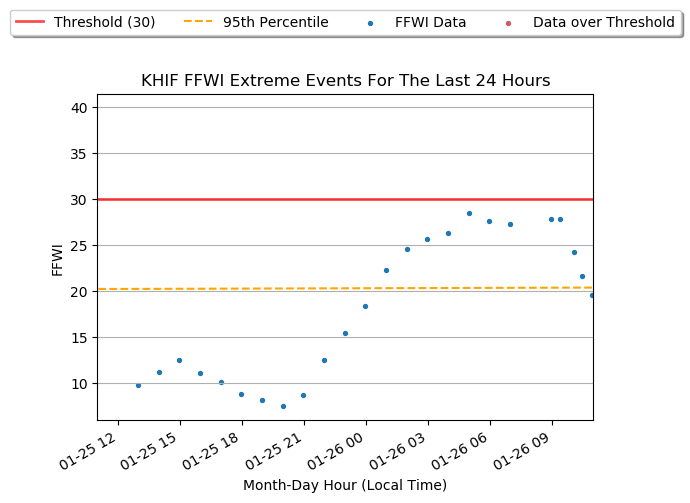 Threshold (30) 95th Percentile FFWI Data Data over Threshold
KHIF FFWI Extreme Events For The Last 24 Hours
40
35
30
25
20
15
10
FFWI
01-25 12 01-25 15 01-25 18 01-25 21 01-26 00 01-26 03 01-26 06 01-26 09
Month-Day Hour (Local Time)